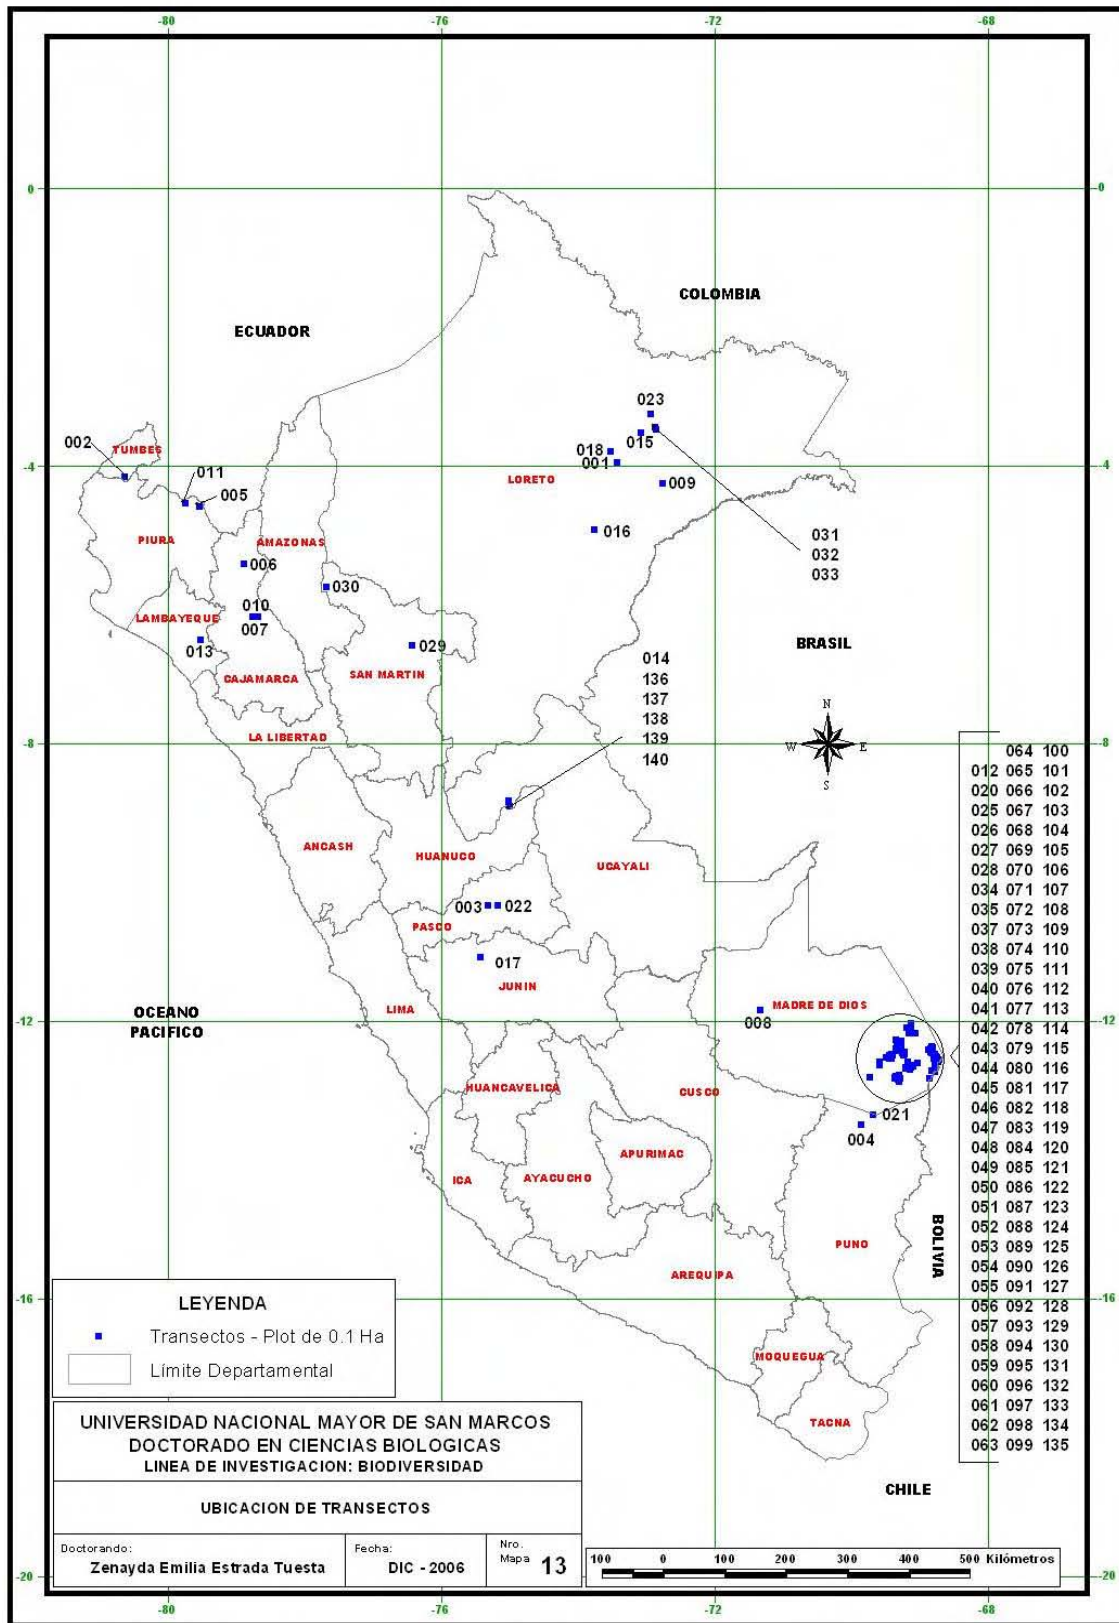 -80 -76 -72 -68
0 0
COLOMBIA
ECUADOR
023
002
TUMBES
015
018
001
-4 -4
011
LORETO
009
005
016
031
032
033
PIURA
AMAZONAS
006
030
010
LAMBAYEQUE
007
BRASIL
013
029
014
136
137
138
139
140
CAJAMARCA
SAN MARTIN
N
W E
S
LA LIBERTAD
-8 -8
064 100
012 065 101
020 066 102
025 067 103
026 068 104
027 069 105
028 070 106
034 071 107
035 072 108
037 073 109
038 074 110
039 075 111
040 076 112
041 077 113
042 078 114
043 079 115
044 080 116
045 081 117
046 082 118
047 083 119
048 084 120
049 085 121
050 086 122
051 087 123
052 088 124
053 089 125
054 090 126
055 091 127
056 092 128
057 093 129
058 094 130
059 095 131
060 096 132
061 097 133
062 098 134
063 099 135
ANCASH
HUANUCO
UCAYALI
003 022
PASCO
017
JUNIN
OCEANO
PACIFICO
LIMA
MADRE DE DIOS
008
-12 -12
HUANCAVELICA
CUSCO
021
004
APURIMAC
ICA
AYACUCHO
PUNO
BOLIVIA
AREQUIPA
-16 -16
LEYENDA
Transectos - Plot de 0.1 Ha
Límite Departamental
MOQUEGUA
TACNA
CHILE
UNIVERSIDAD NACIONAL MAYOR DE SAN MARCOS
DOCTORADO EN CIENCIAS BIOLOGICAS
LINEA DE INVESTIGACION: BIODIVERSIDAD
UBICACION DE TRANSECTOS
Doctorando:
Zenayda Emilia Estrada Tuesta
Fecha:
DIC - 2006
Nro.
Mapa 13
100 0 100 200 300 400 500 Kilómetros
-20 -20
-80 -76 -72 -68